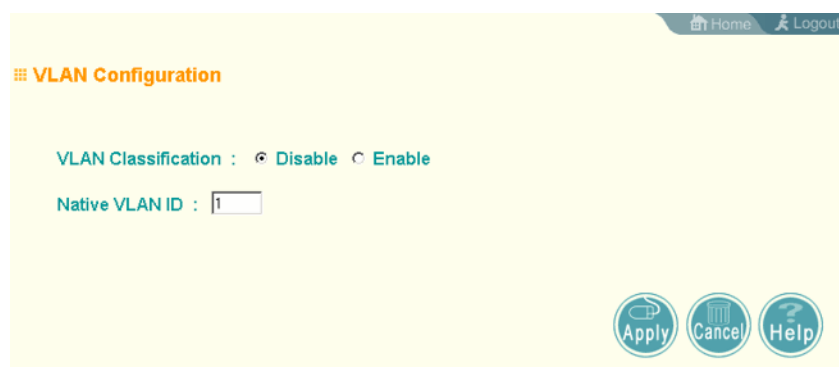 Home Logout
VLAN Configuration
VLAN Classification : Disable Enable
Native VLAN ID : 1
Apply Cancel Help